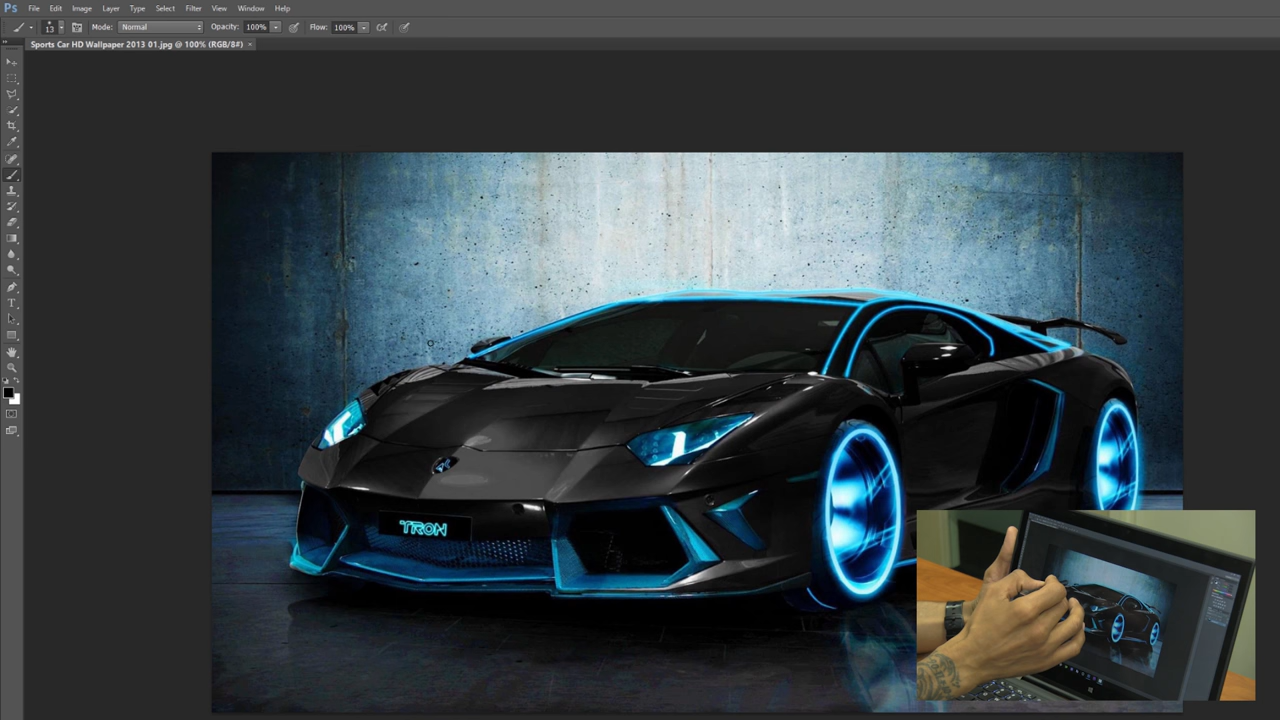 Ps File Edit Image Layer Type Select Filter View Window Help
13 Mode: Normal Opacity: 100% Flow: 100%
Sports Car HD Wallpaper 2013 01.jpg @ 100% (RGB/8#) ×
TRON